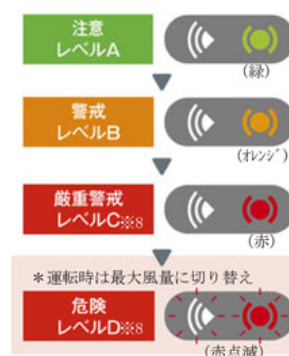 注意
レベルA
(緑)
警戒
レベルB
(オレンジ)
厳重警戒
レベルC※8
(赤)
＊運転時は最大風量に切り替え
危険
レベルD※8
(赤点滅)